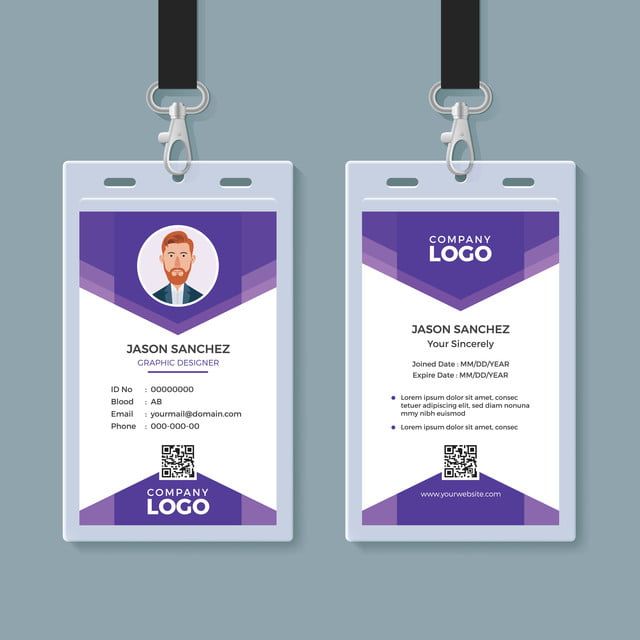 JASON SANCHEZ
GRAPHIC DESIGNER
ID No : 00000000
Blood : AB
Email : yourmail@domain.com
Phone : 000-000-00
COMPANY
LOGO
COMPANY
LOGO
JASON SANCHEZ
Your Sincerely
Joined Date : MM/DD/YEAR
Expire Date : MM/DD/YEAR
• Lorem ipsum dolor sit amet, consec
tetuer adipiscing elit, sed diam nonumm
mmy nibh euismod
• Lorem ipsum dolor sit amet, consec
www.yourwebsite.com